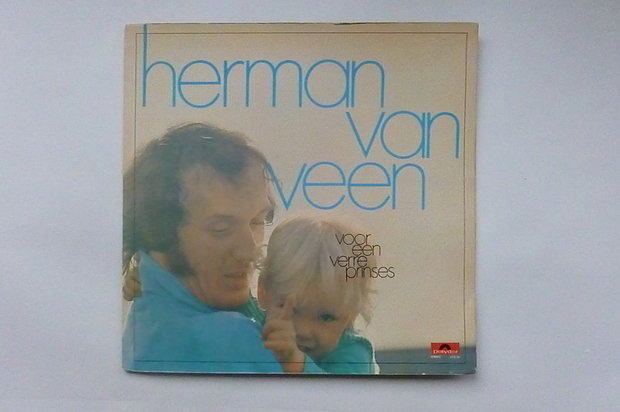 herman
van
veen
voor
een
verre
prinses
Polydor